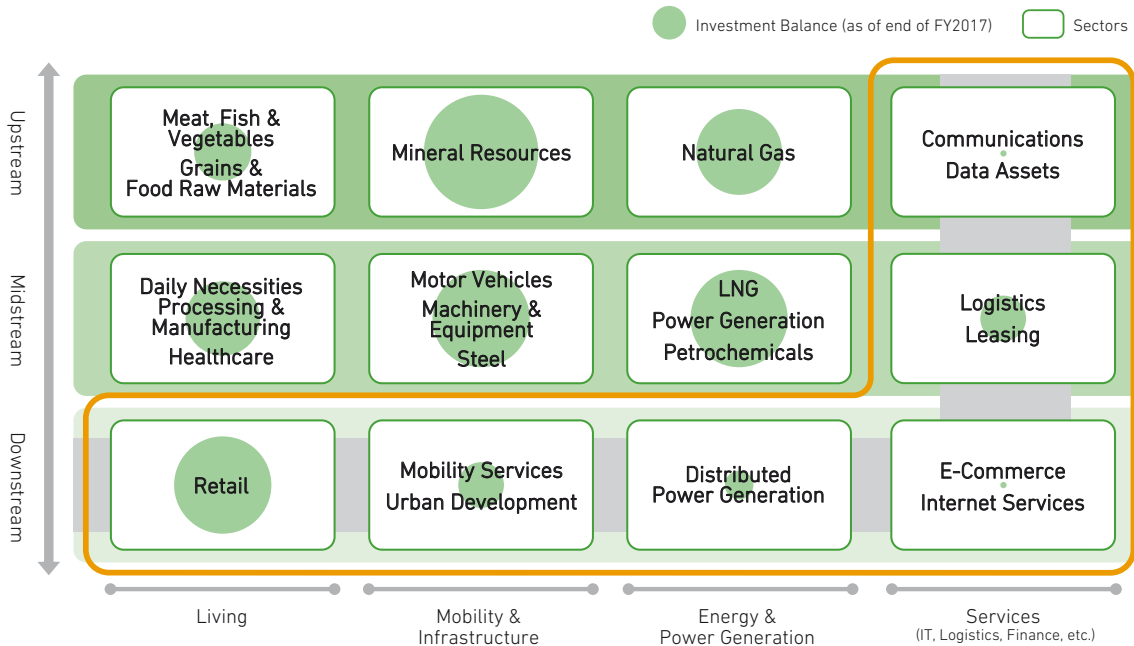 Investment Balance (as of end of FY2017)
Sectors
Upstream
Meat, Fish &
Vegetables
Grains &
Food Raw Materials
Mineral Resources
Natural Gas
Communications
Data Assets
Midstream
Daily Necessities
Processing &
Manufacturing
Healthcare
Motor Vehicles
Machinery &
Equipment
Steel
LNG
Power Generation
Petrochemicals
Logistics
Leasing
Downstream
Retail
Mobility Services
Urban Development
Distributed
Power Generation
E-Commerce
Internet Services
Living
Mobility &
Infrastructure
Energy &
Power Generation
Services
(IT, Logistics, Finance, etc.)